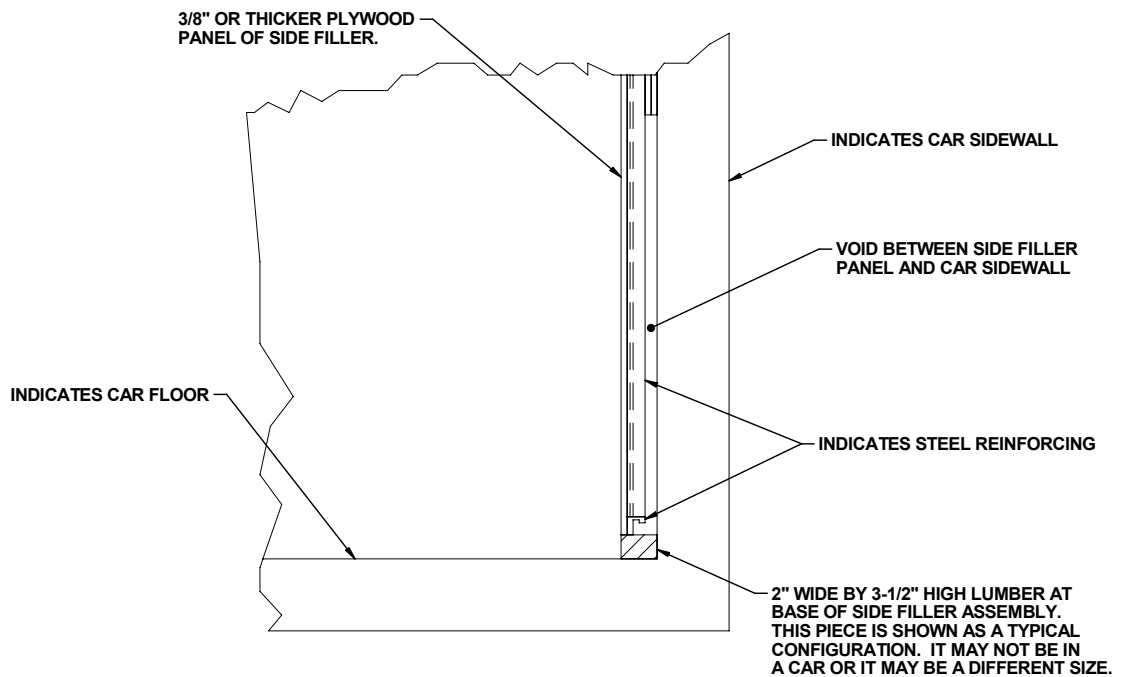 3/8" OR THICKER PLYWOOD
PANEL OF SIDE FILLER.
INDICATES CAR SIDEWALL
VOID BETWEEN SIDE FILLER
PANEL AND CAR SIDEWALL
INDICATES CAR FLOOR
INDICATES STEEL REINFORCING
2" WIDE BY 3-1/2" HIGH LUMBER AT
BASE OF SIDE FILLER ASSEMBLY.
THIS PIECE IS SHOWN AS A TYPICAL
CONFIGURATION.  IT MAY NOT BE IN
A CAR OR IT MAY BE A DIFFERENT SIZE.